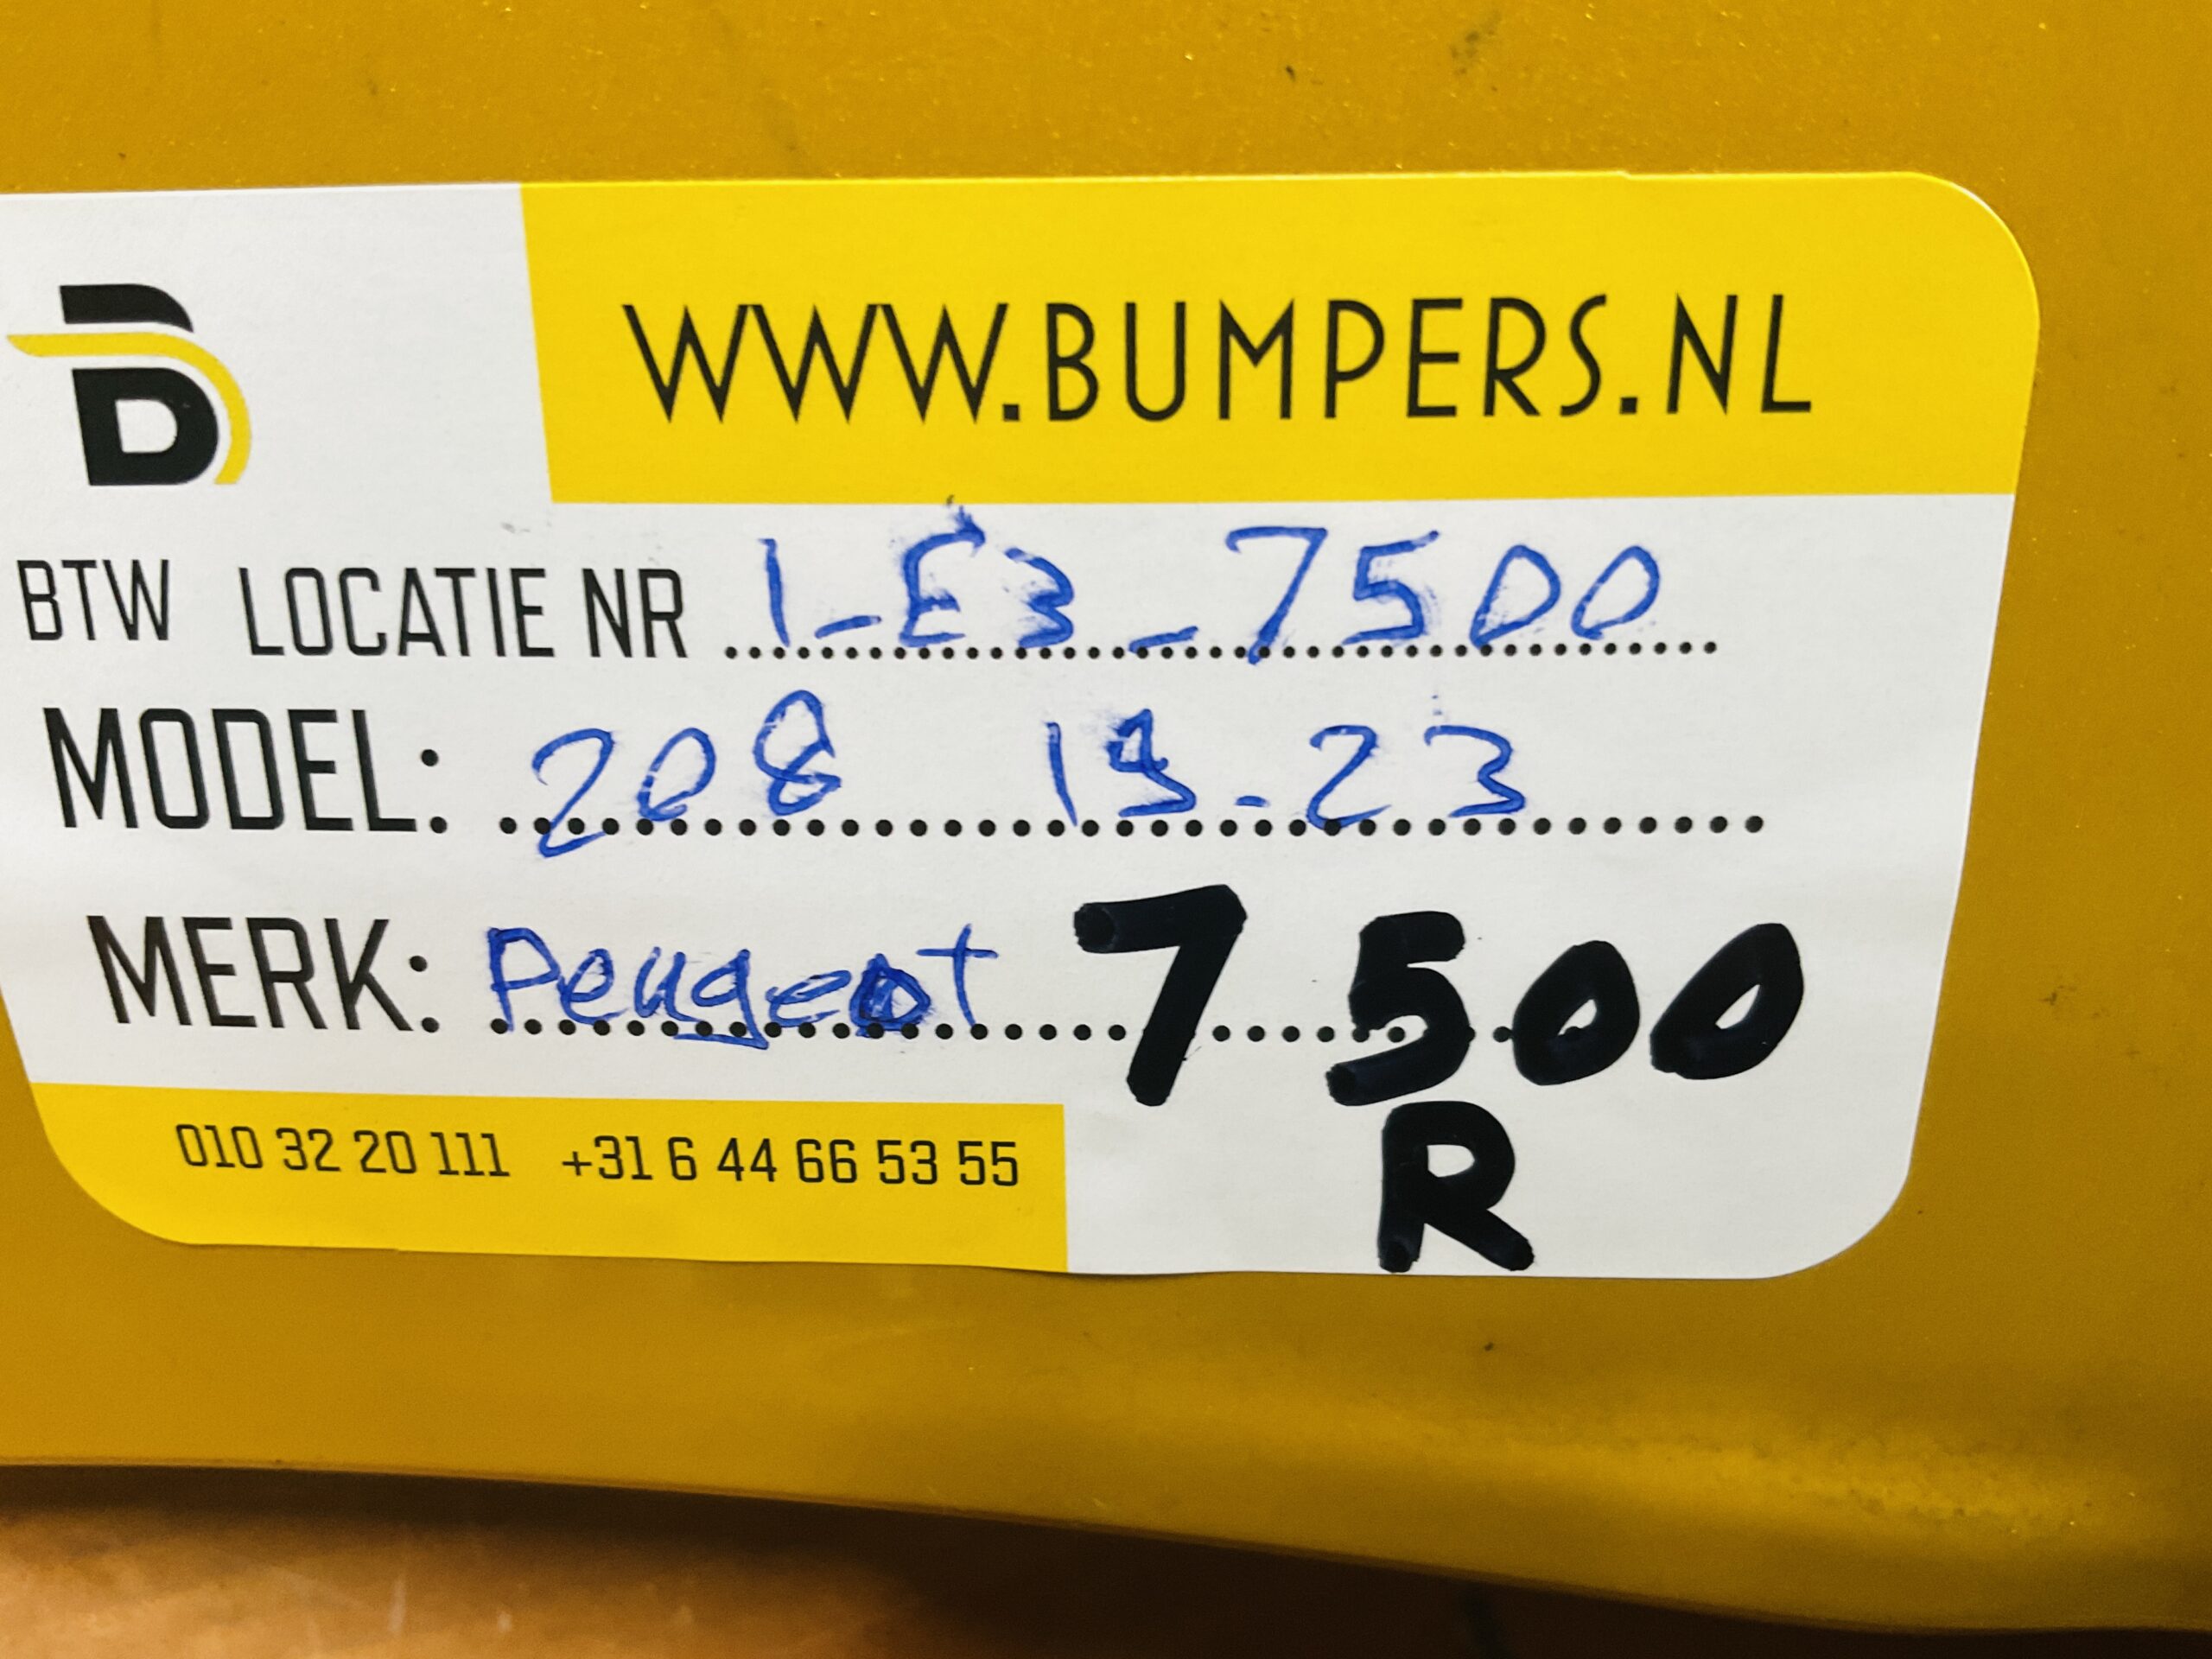 B
WWW.BUMPERS.NL
BTW LOCATIE NR 1-E3-7500
MODEL: 208 19-23
MERK: Peugeot 7500
R
010 32 20 111 +31 6 44 66 53 55